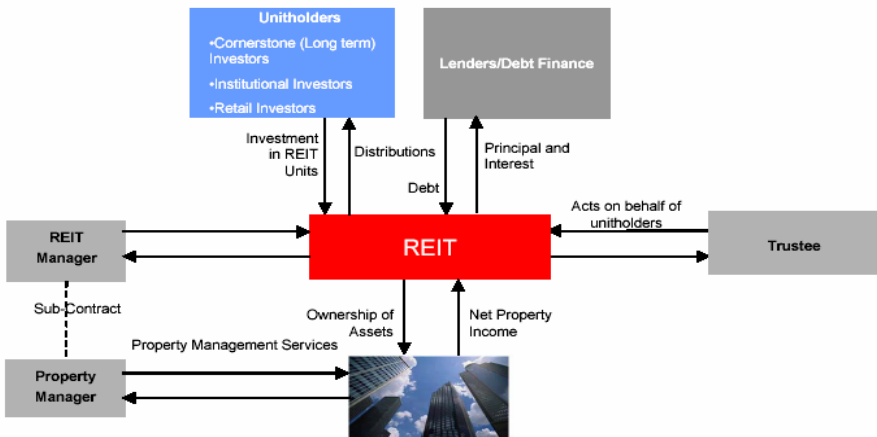 Unitholders
•Cornerstone (Long term)
Investors
•Institutional Investors
•Retail Investors
Lenders/Debt Finance
Investment
in REIT
Units
Distributions
Debt
Principal and
Interest
Acts on behalf of
unitholders
REIT
Manager
REIT
Trustee
Sub-Contract
Ownership of
Assets
Net Property
Income
Property Management Services
Property
Manager